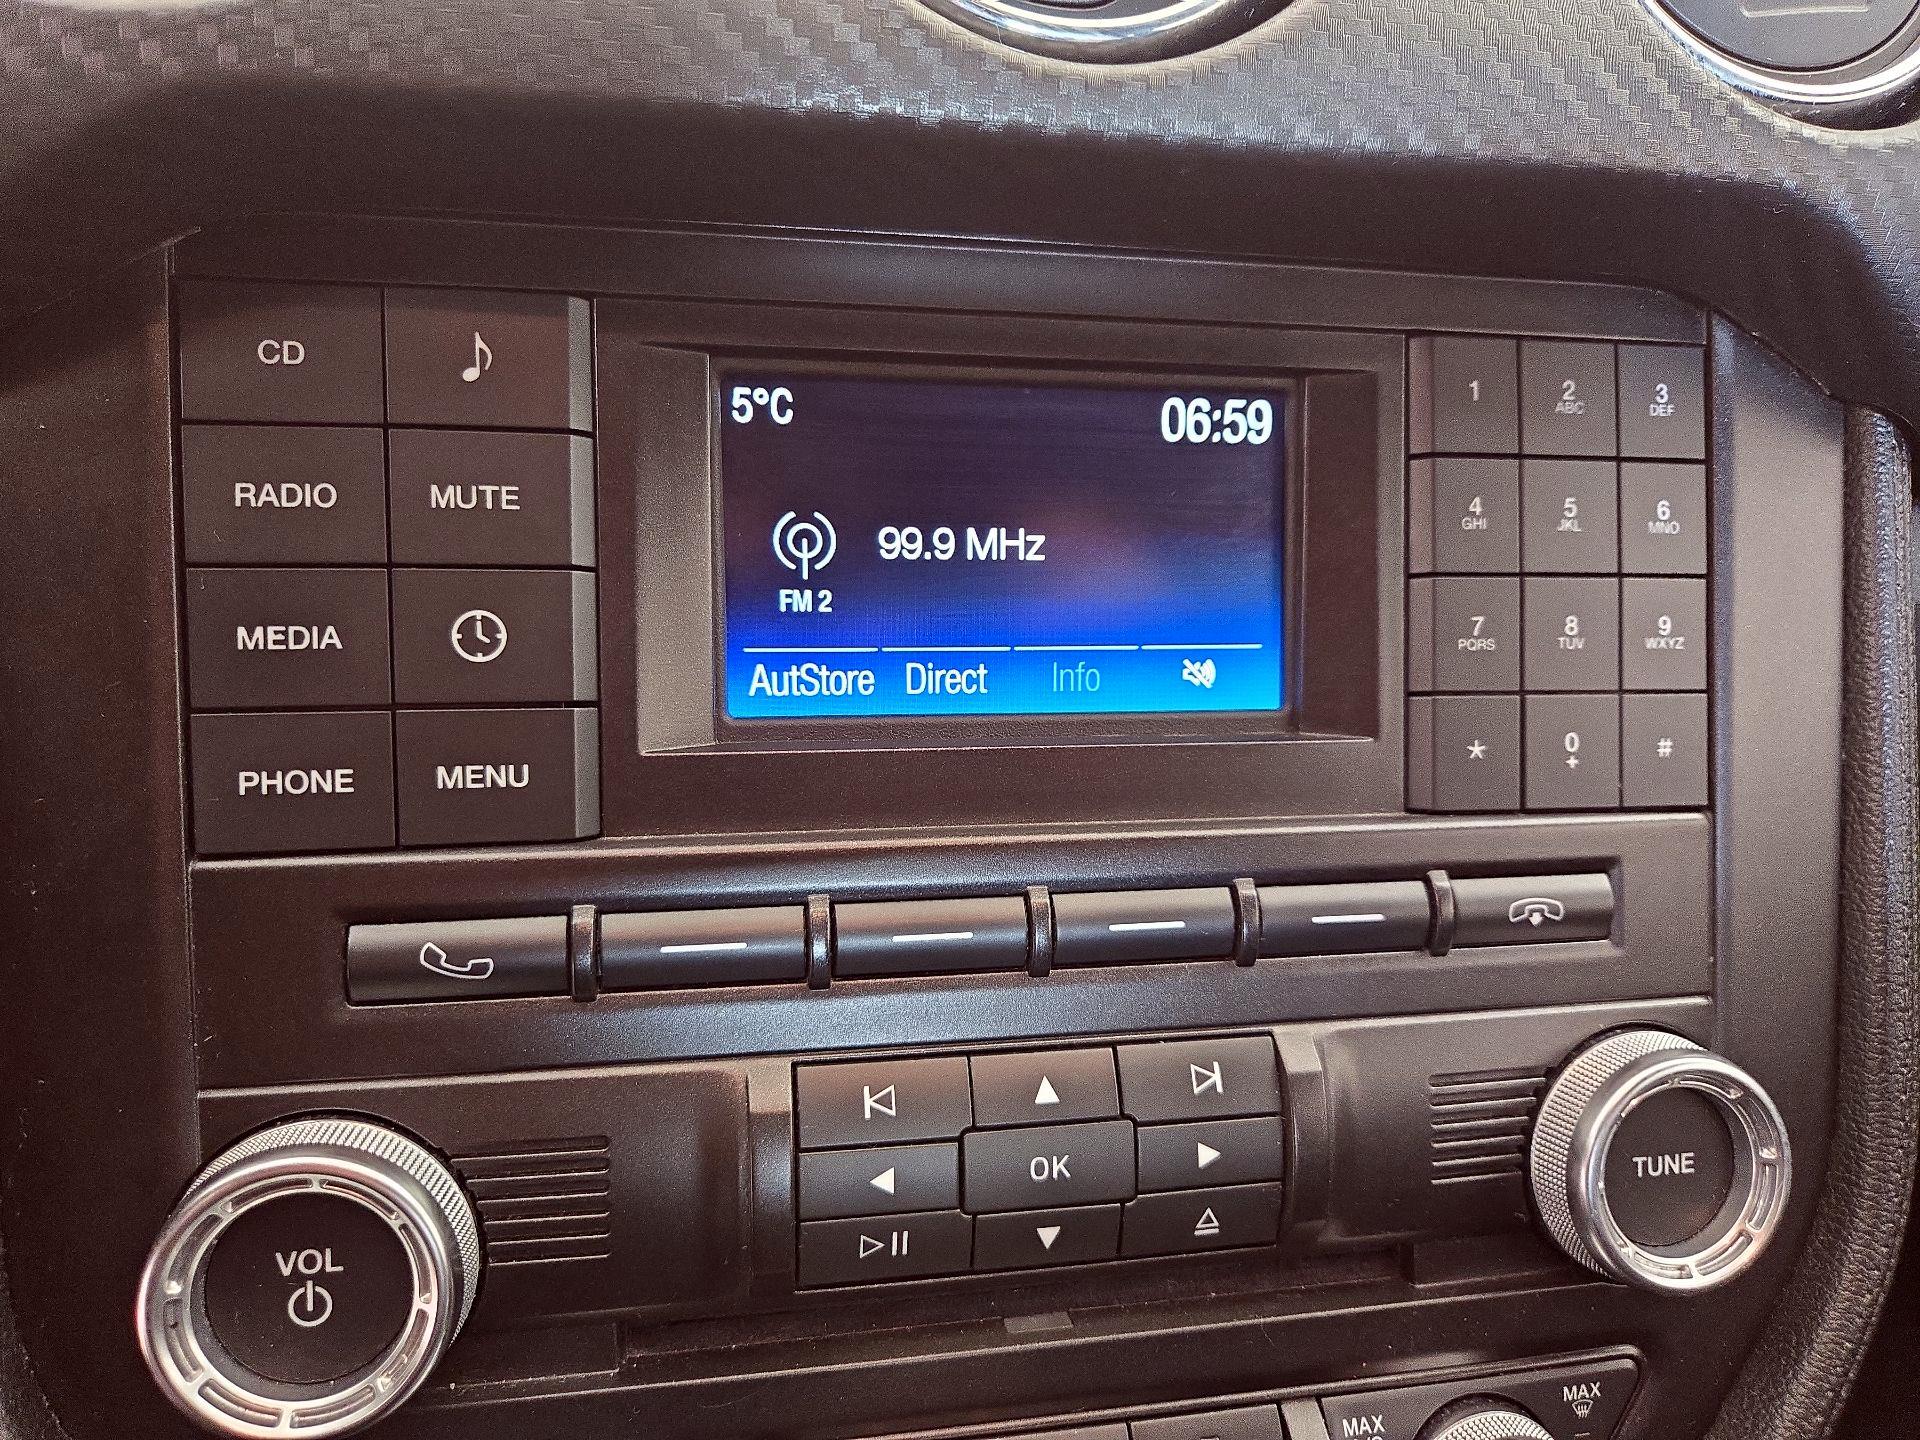 CD
RADIO
MUTE
MEDIA
PHONE
MENU
5°C
06:59
99.9 MHz
FM 2
AutStore
Direct
Info
1
2
ABC
3
DEF
4
GHI
5
JKL
6
MNO
7
PQRS
8
TUV
9
WXYZ
*
0
+
#
OK
VOL
TUNE
MAX
MAX